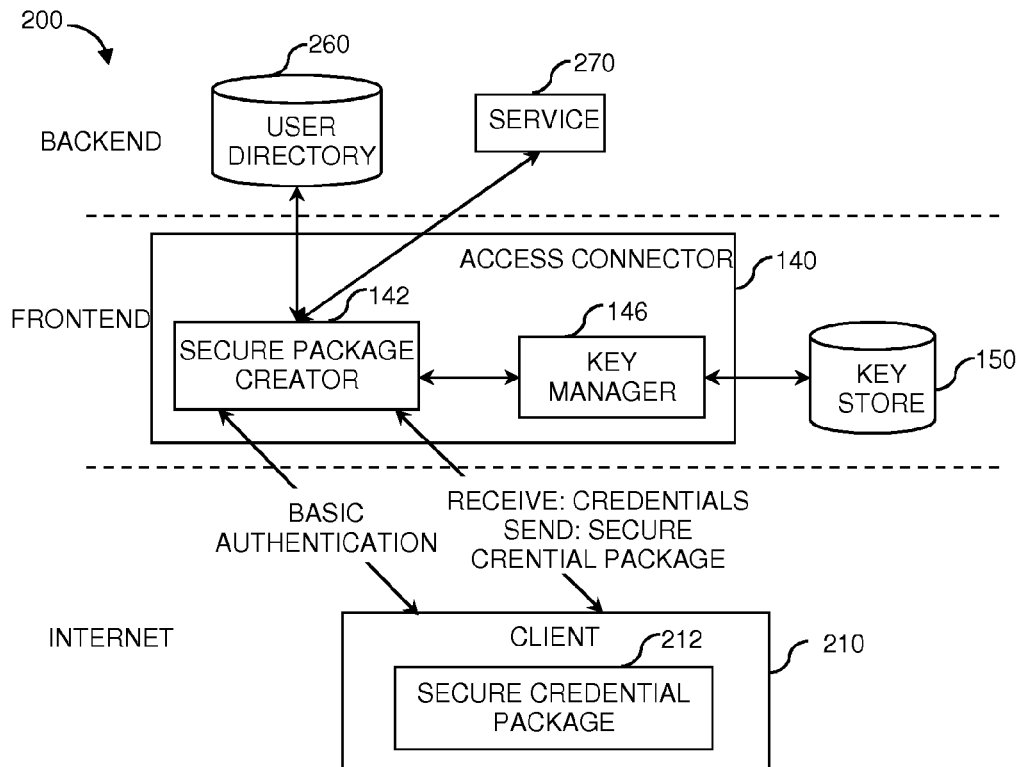 200
260
270
BACKEND
USER
DIRECTORY
SERVICE
ACCESS CONNECTOR
140
FRONTEND
142
146
SECURE PACKAGE
CREATOR
KEY
MANAGER
KEY
STORE
150
BASIC
AUTHENTICATION
RECEIVE: CREDENTIALS
SEND: SECURE
CRENTIAL PACKAGE
INTERNET
CLIENT
212
210
SECURE CREDENTIAL
PACKAGE